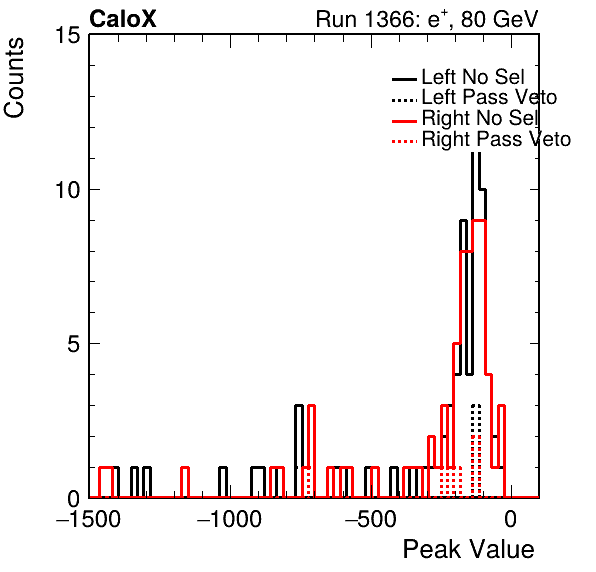 CaloX Run 1366: e+, 80 GeV
Counts
15
10
5
0
Left No Sel
Left Pass Veto
Right No Sel
Right Pass Veto
−1500 −1000 −500 0
Peak Value